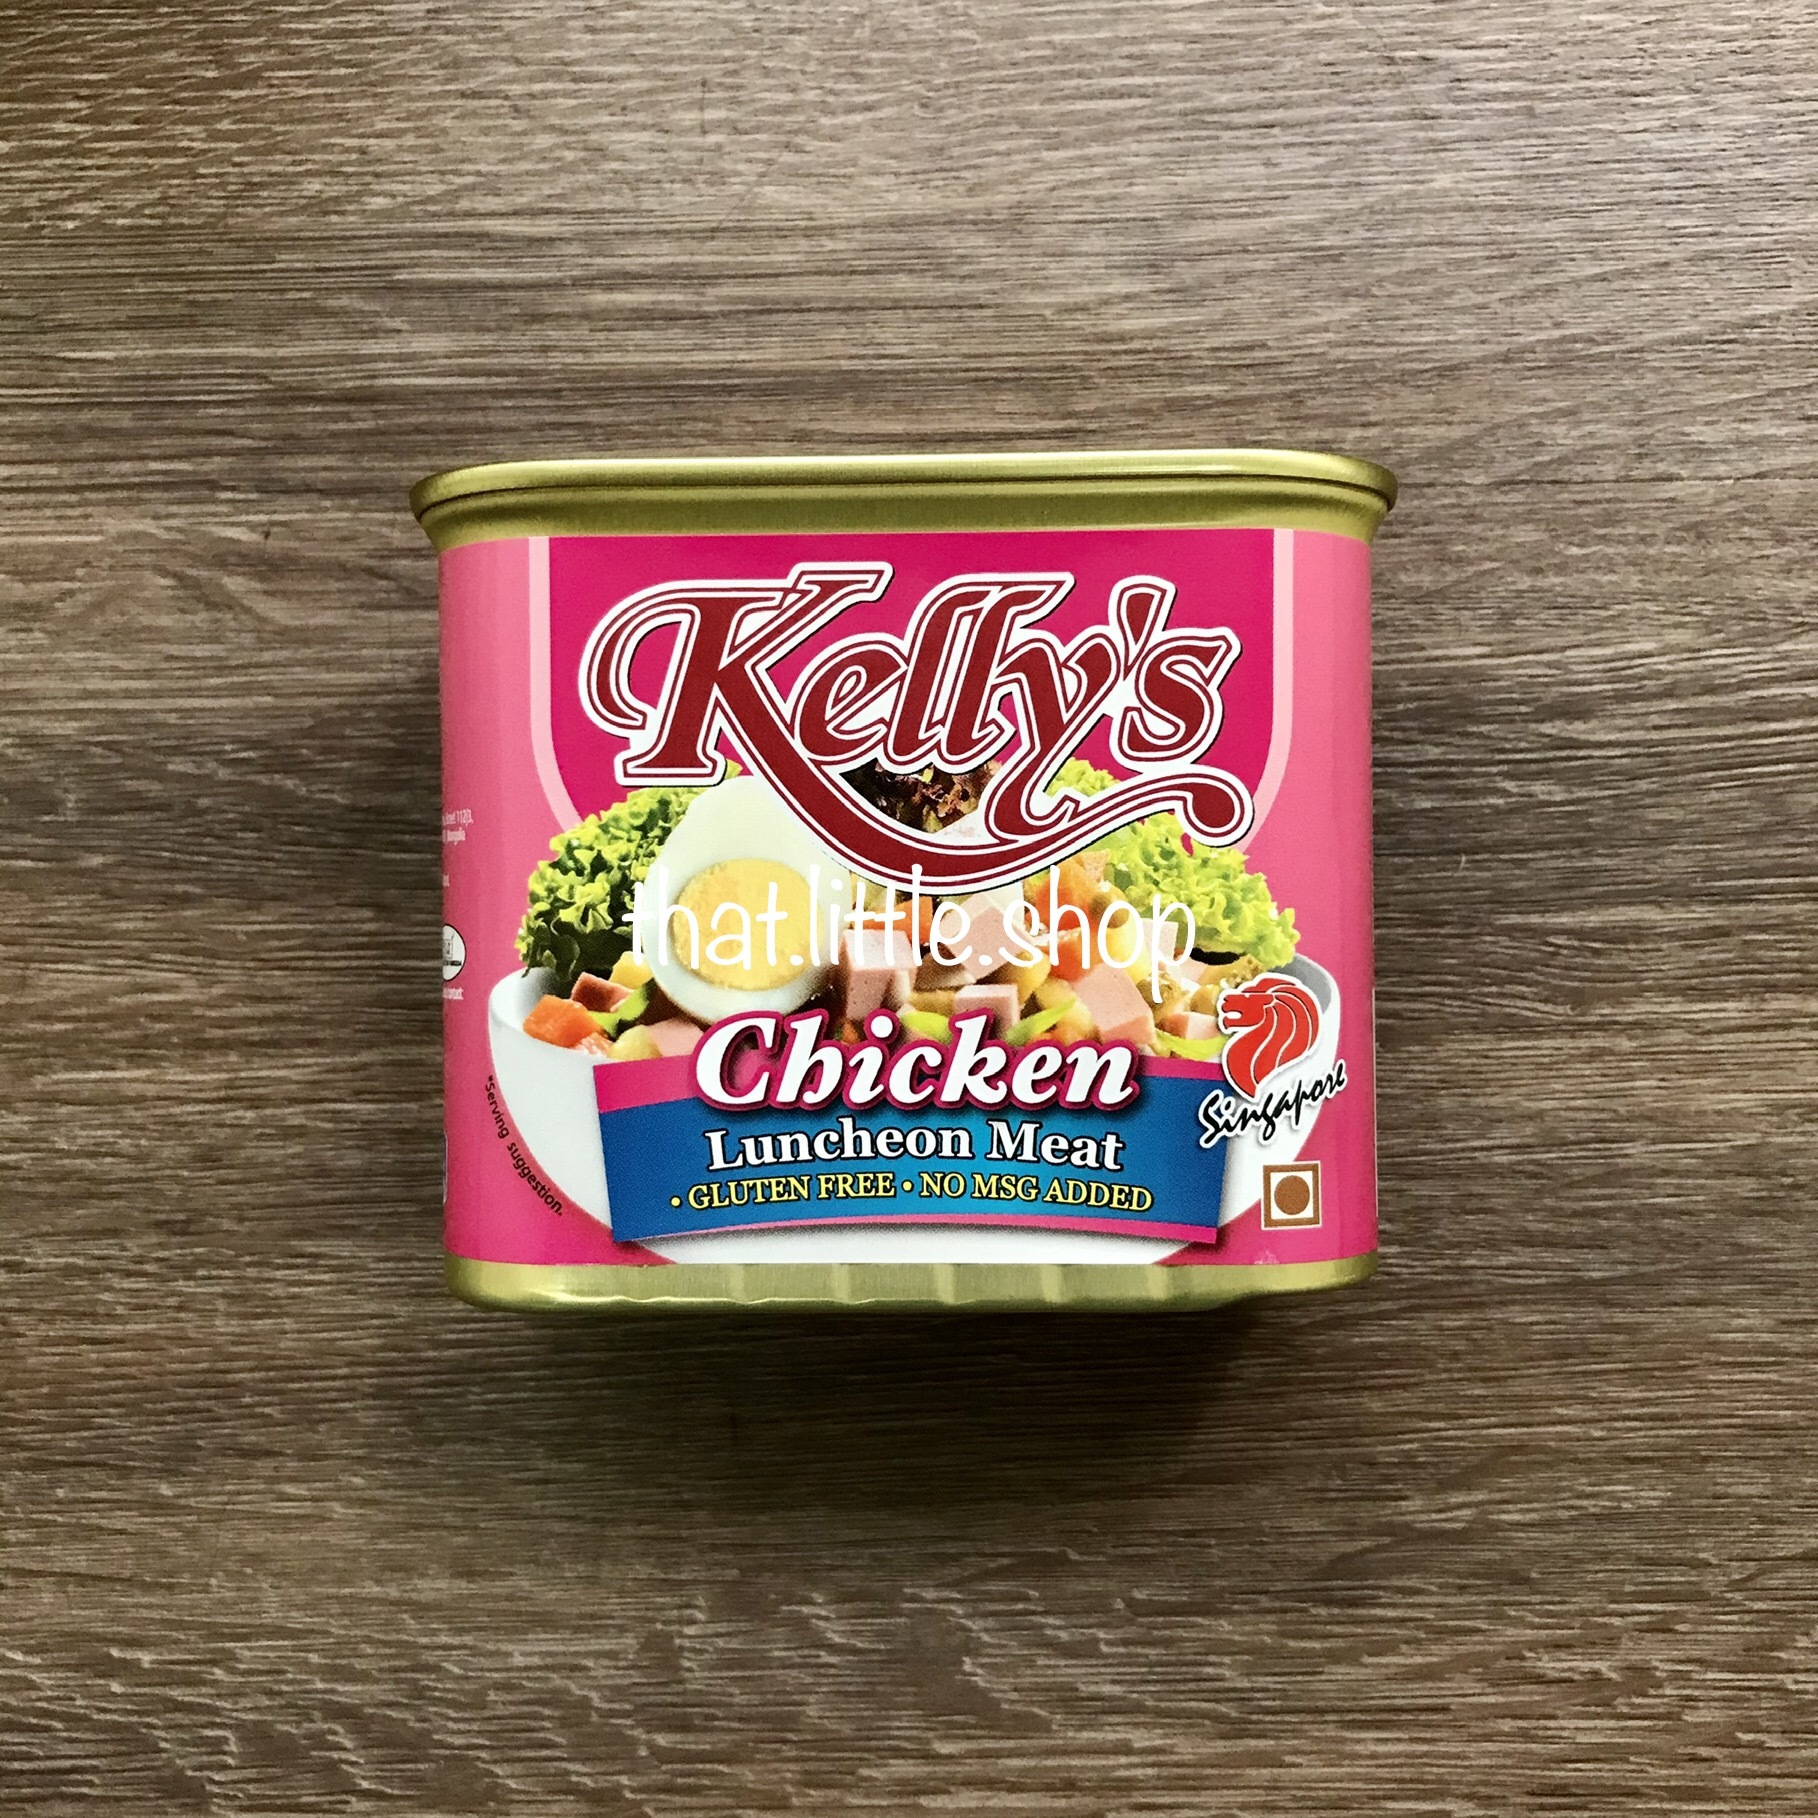 Kelly's
that.little.shop
Chicken
Luncheon Meat
• GLUTEN FREE • NO MSG ADDED
Singapore
*Serving suggestion.